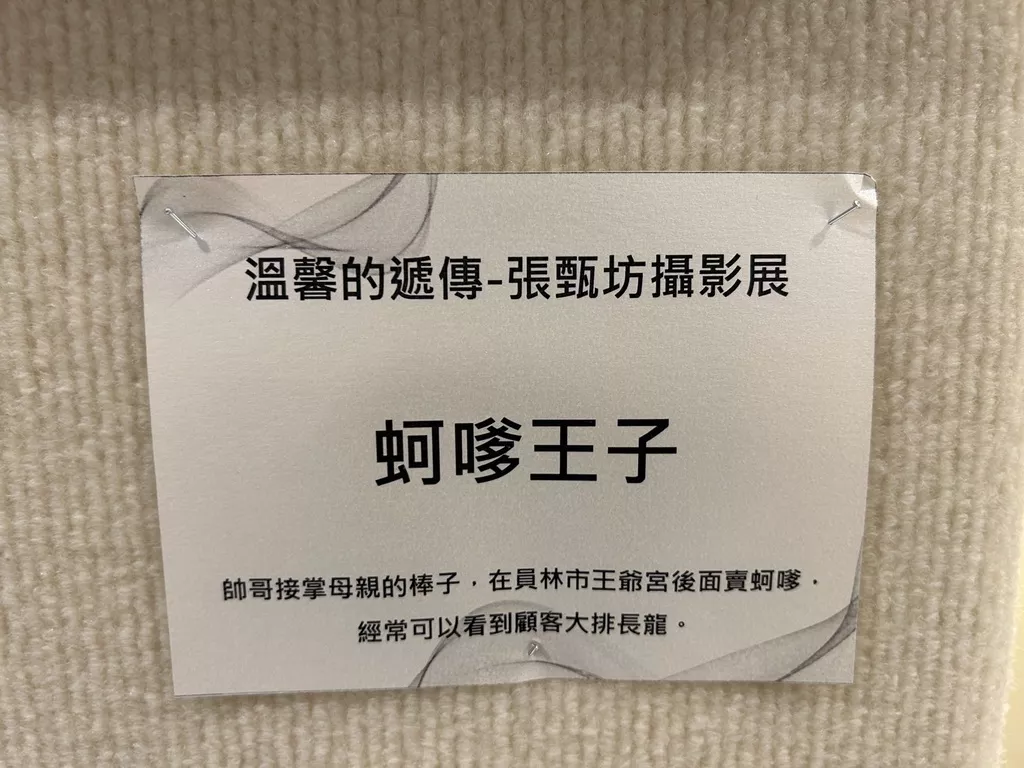 溫馨的遞傳-張甄坊攝影展
蚵嗲王子
帥哥接掌母親的棒子，在員林市王爺宮後面賣蚵嗲，
經常可以看到顧客大排長龍。